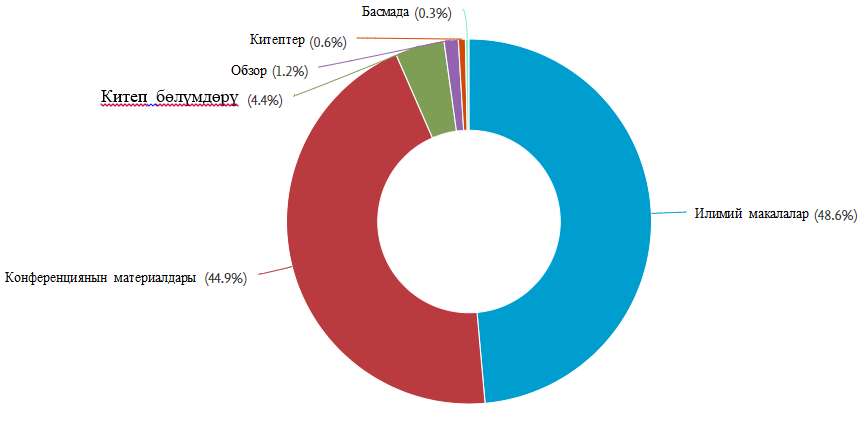 Басмада (0.3%)
Китептер (0.6%)
Обзор (1.2%)
Китеп бөлүмдөрү (4.4%)
Илимий макалалар (48.6%)
Конференциянын материалдары (44.9%)